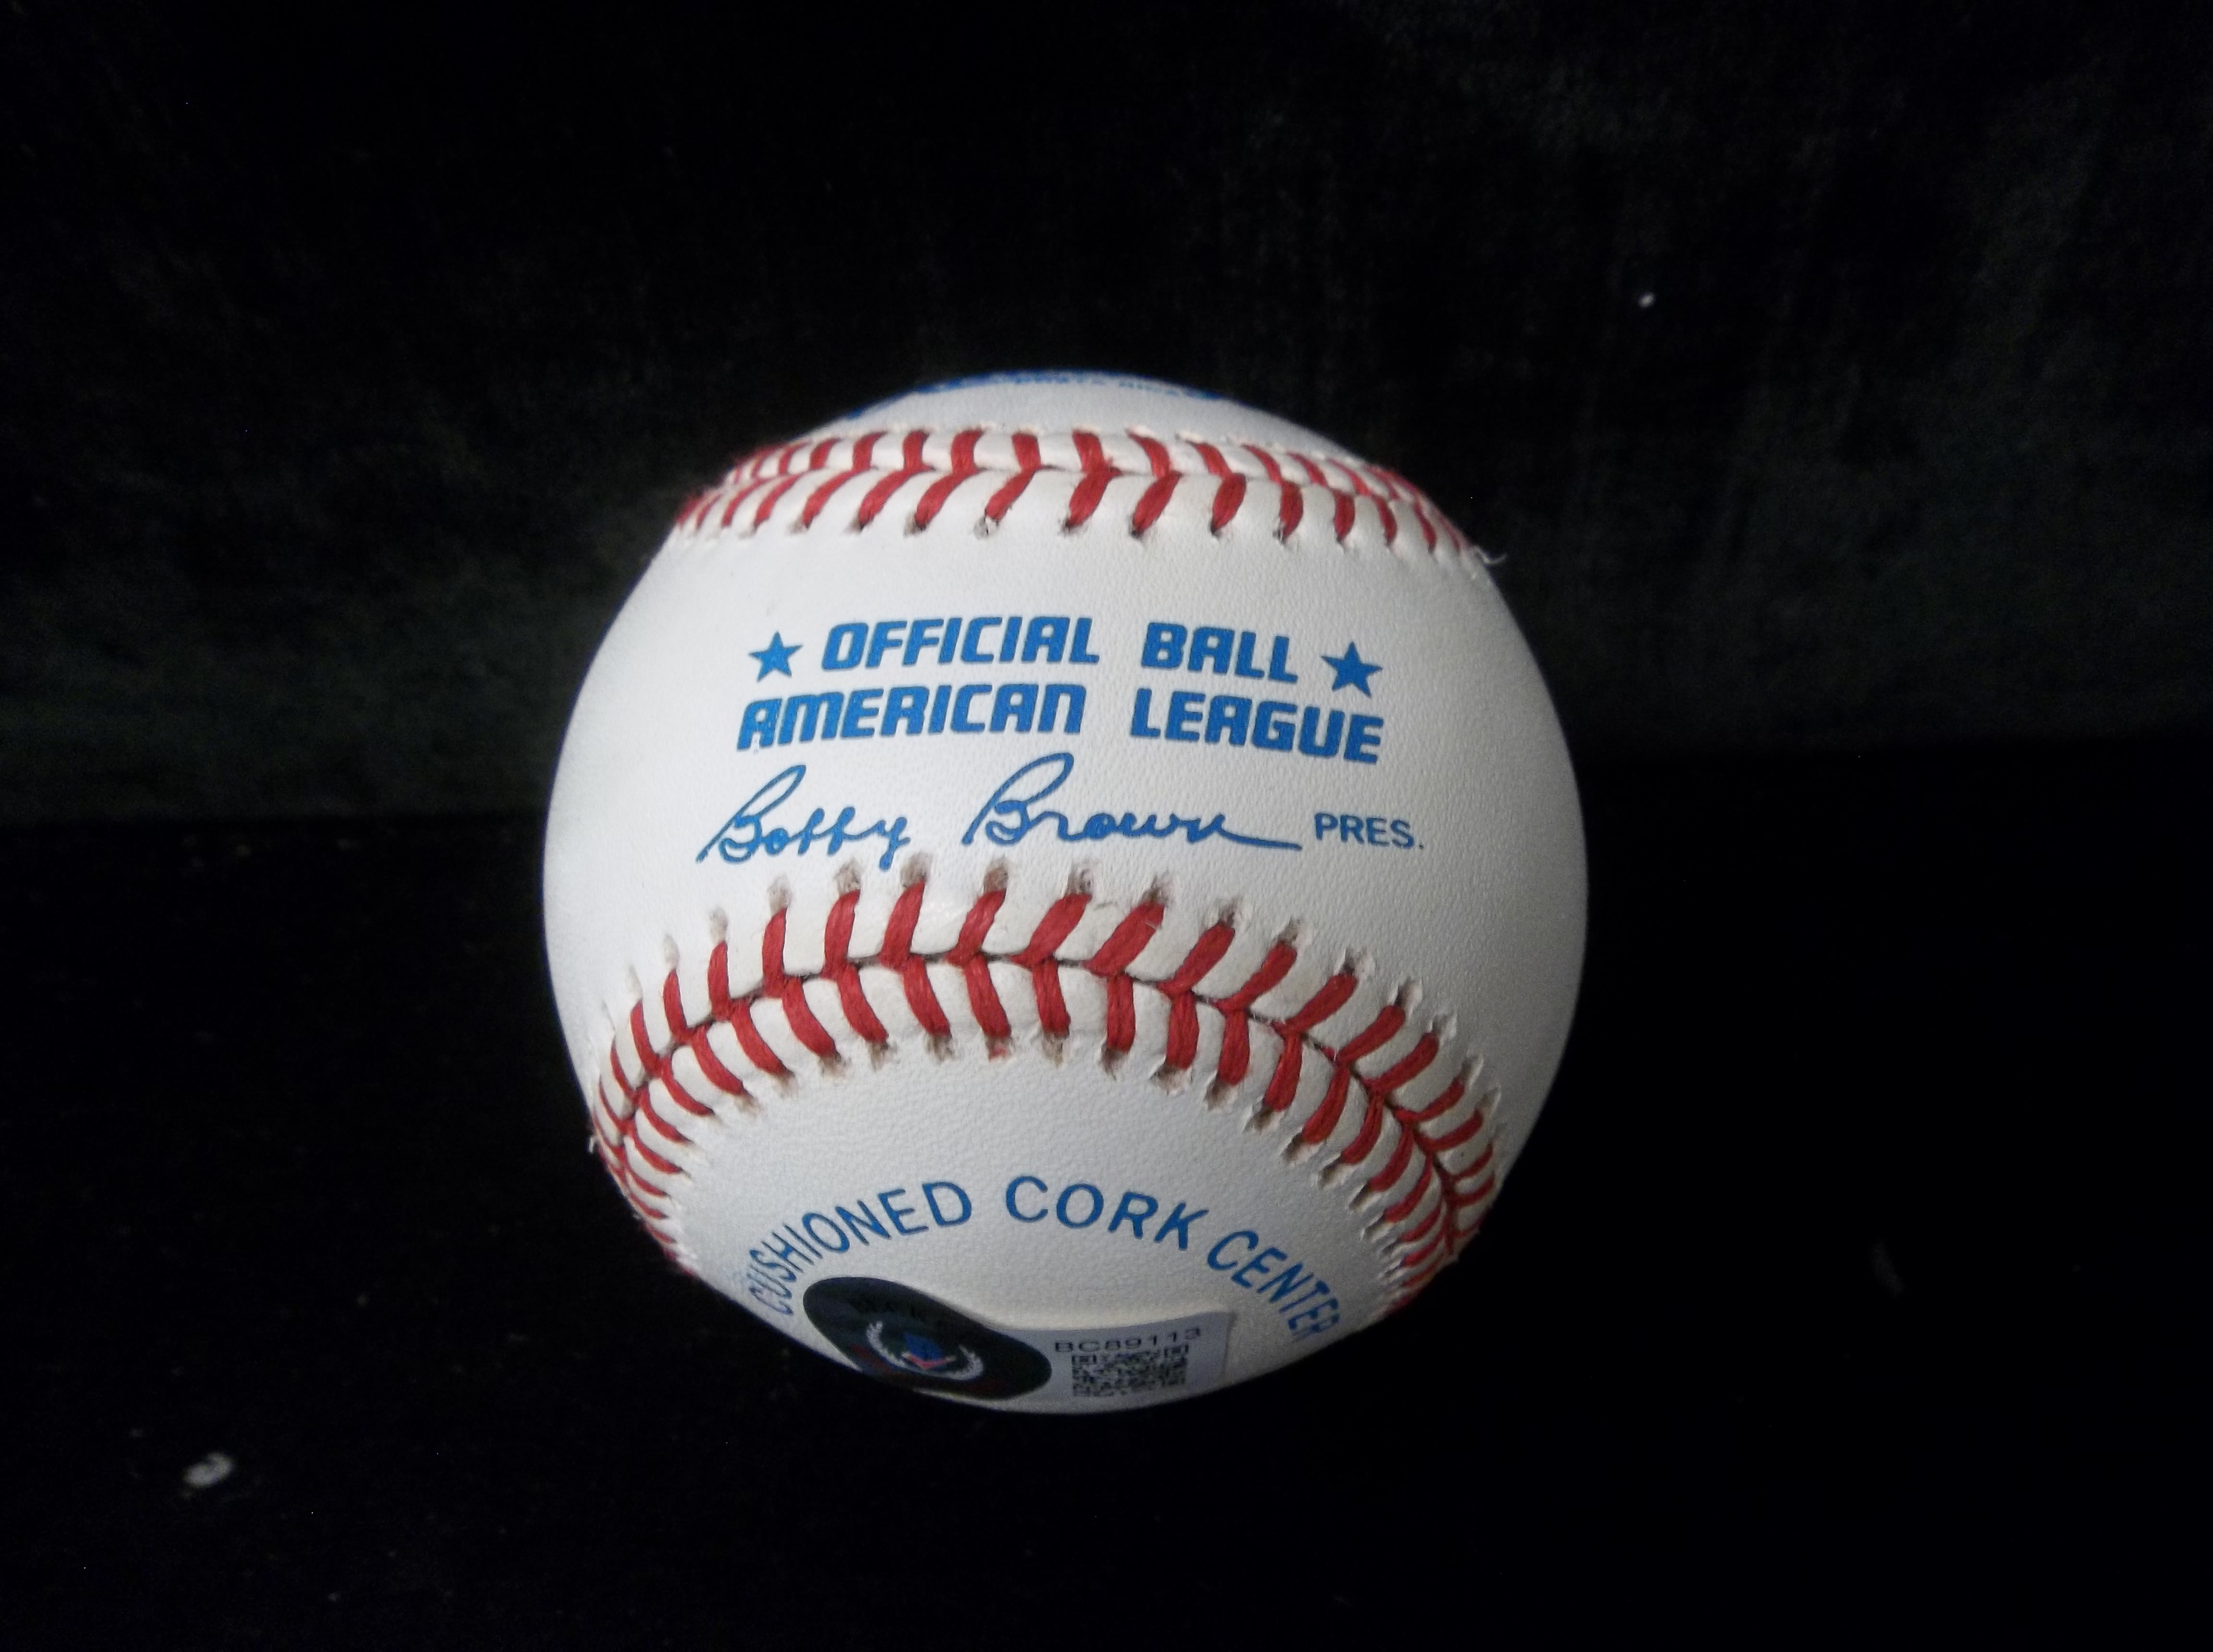 ★ OFFICIAL BALL ★
AMERICAN LEAGUE
Bobby Brown PRES.
CUSHIONED CORK CENTER
BC89113